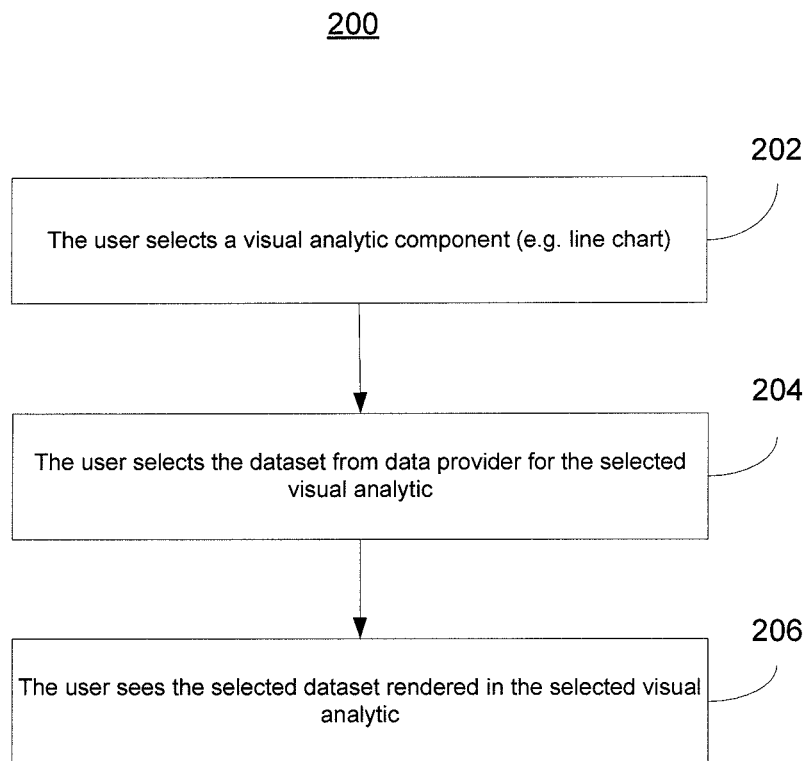 200
202
The user selects a visual analytic component (e.g. line chart)
204
The user selects the dataset from data provider for the selected
visual analytic
206
The user sees the selected dataset rendered in the selected visual
analytic